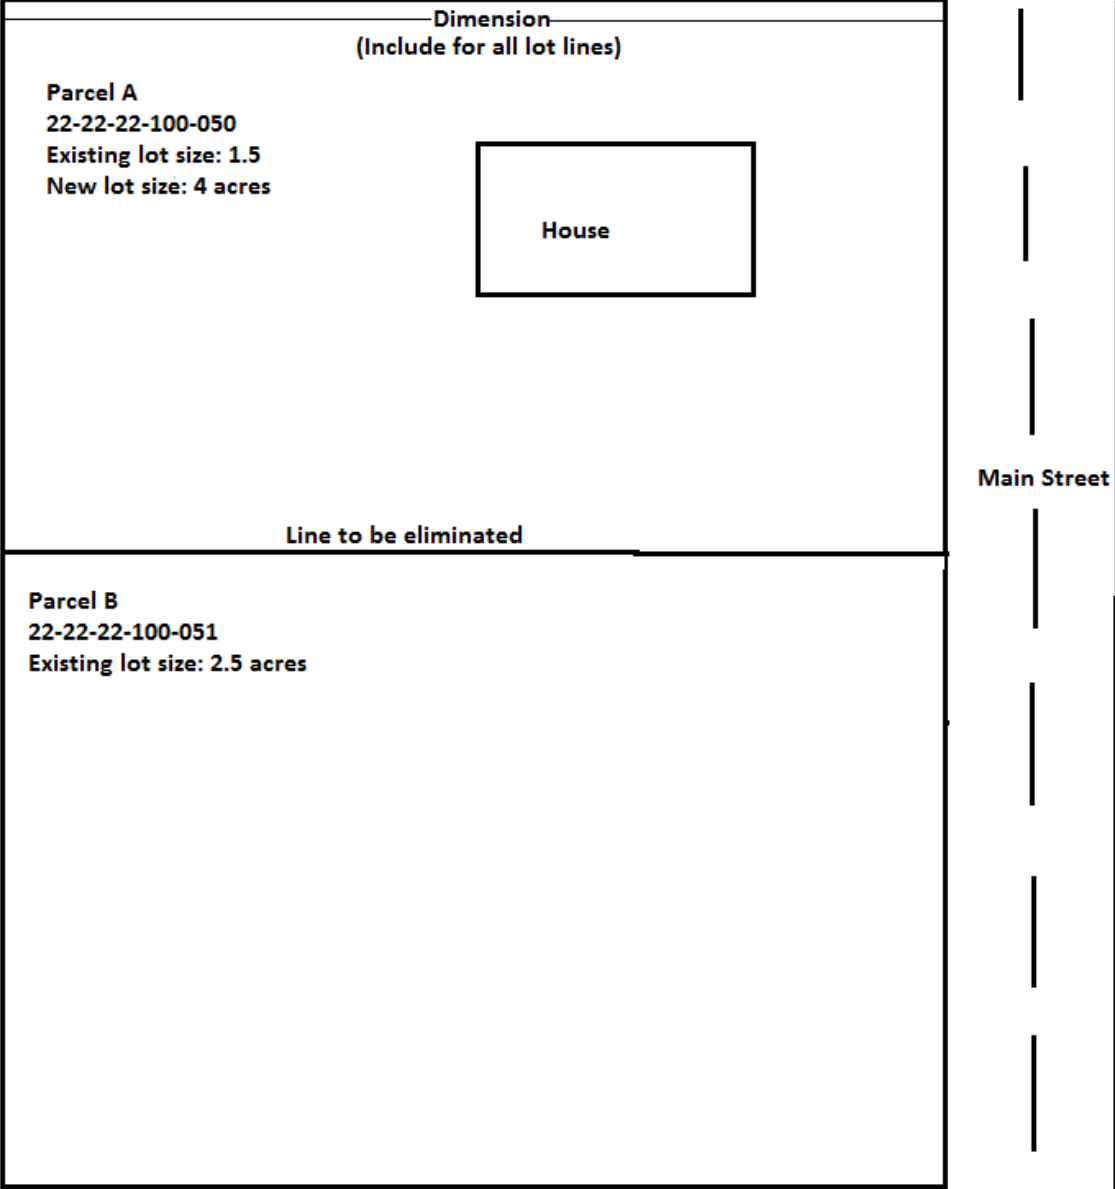 Dimension
(Include for all lot lines)
Parcel A
22-22-22-100-050
Existing lot size: 1.5
New lot size: 4 acres
House
Main Street
Line to be eliminated
Parcel B
22-22-22-100-051
Existing lot size: 2.5 acres